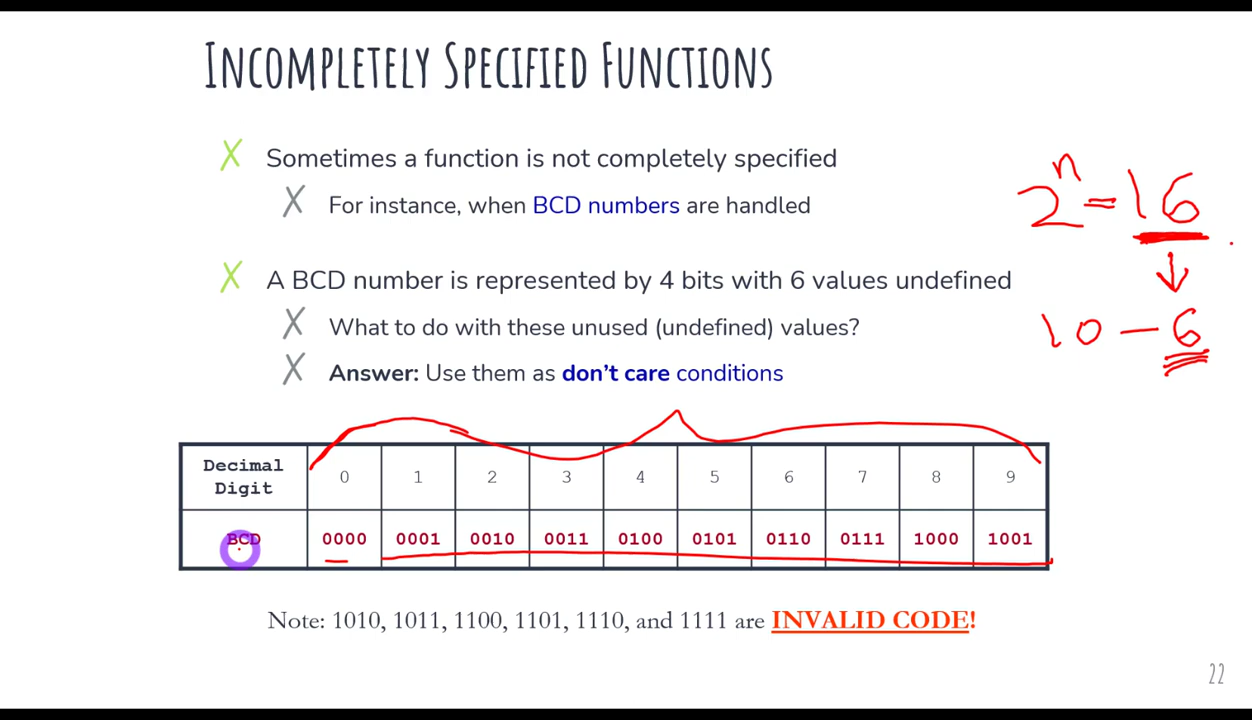 INCOMPLETELY SPECIFIED FUNCTIONS
X Sometimes a function is not completely specified
X For instance, when BCD numbers are handled
X A BCD number is represented by 4 bits with 6 values undefined
X What to do with these unused (undefined) values?
X Answer: Use them as don't care conditions
2ⁿ = 16
↓
10 – 6
Decimal Digit 0 1 2 3 4 5 6 7 8 9
BCD 0000 0001 0010 0011 0100 0101 0110 0111 1000 1001
Note: 1010, 1011, 1100, 1101, 1110, and 1111 are INVALID CODE!
22